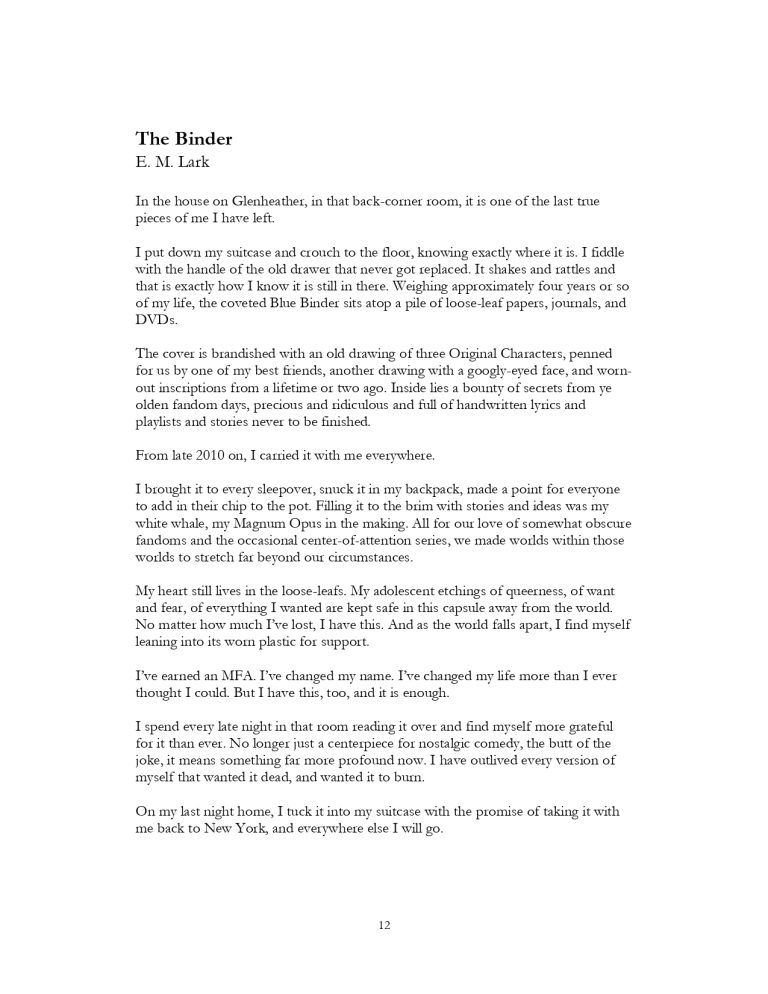 The Binder
E. M. Lark
In the house on Glenheather, in that back-corner room, it is one of the last true
pieces of me I have left.
I put down my suitcase and crouch to the floor, knowing exactly where it is. I fiddle
with the handle of the old drawer that never got replaced. It shakes and rattles and
that is exactly how I know it is still in there. Weighing approximately four years or so
of my life, the coveted Blue Binder sits atop a pile of loose-leaf papers, journals, and
DVDs.
The cover is brandished with an old drawing of three Original Characters, penned
for us by one of my best friends, another drawing with a googly-eyed face, and worn-
out inscriptions from a lifetime or two ago. Inside lies a bounty of secrets from ye
olden fandom days, precious and ridiculous and full of handwritten lyrics and
playlists and stories never to be finished.
From late 2010 on, I carried it with me everywhere.
I brought it to every sleepover, snuck it in my backpack, made a point for everyone
to add in their chip to the pot. Filling it to the brim with stories and ideas was my
white whale, my Magnum Opus in the making. All for our love of somewhat obscure
fandoms and the occasional center-of-attention series, we made worlds within those
worlds to stretch far beyond our circumstances.
My heart still lives in the loose-leafs. My adolescent etchings of queerness, of want
and fear, of everything I wanted are kept safe in this capsule away from the world.
No matter how much I’ve lost, I have this. And as the world falls apart, I find myself
leaning into its worn plastic for support.
I’ve earned an MFA. I’ve changed my name. I’ve changed my life more than I ever
thought I could. But I have this, too, and it is enough.
I spend every late night in that room reading it over and find myself more grateful
for it than ever. No longer just a centerpiece for nostalgic comedy, the butt of the
joke, it means something far more profound now. I have outlived every version of
myself that wanted it dead, and wanted it to burn.
On my last night home, I tuck it into my suitcase with the promise of taking it with
me back to New York, and everywhere else I will go.
12